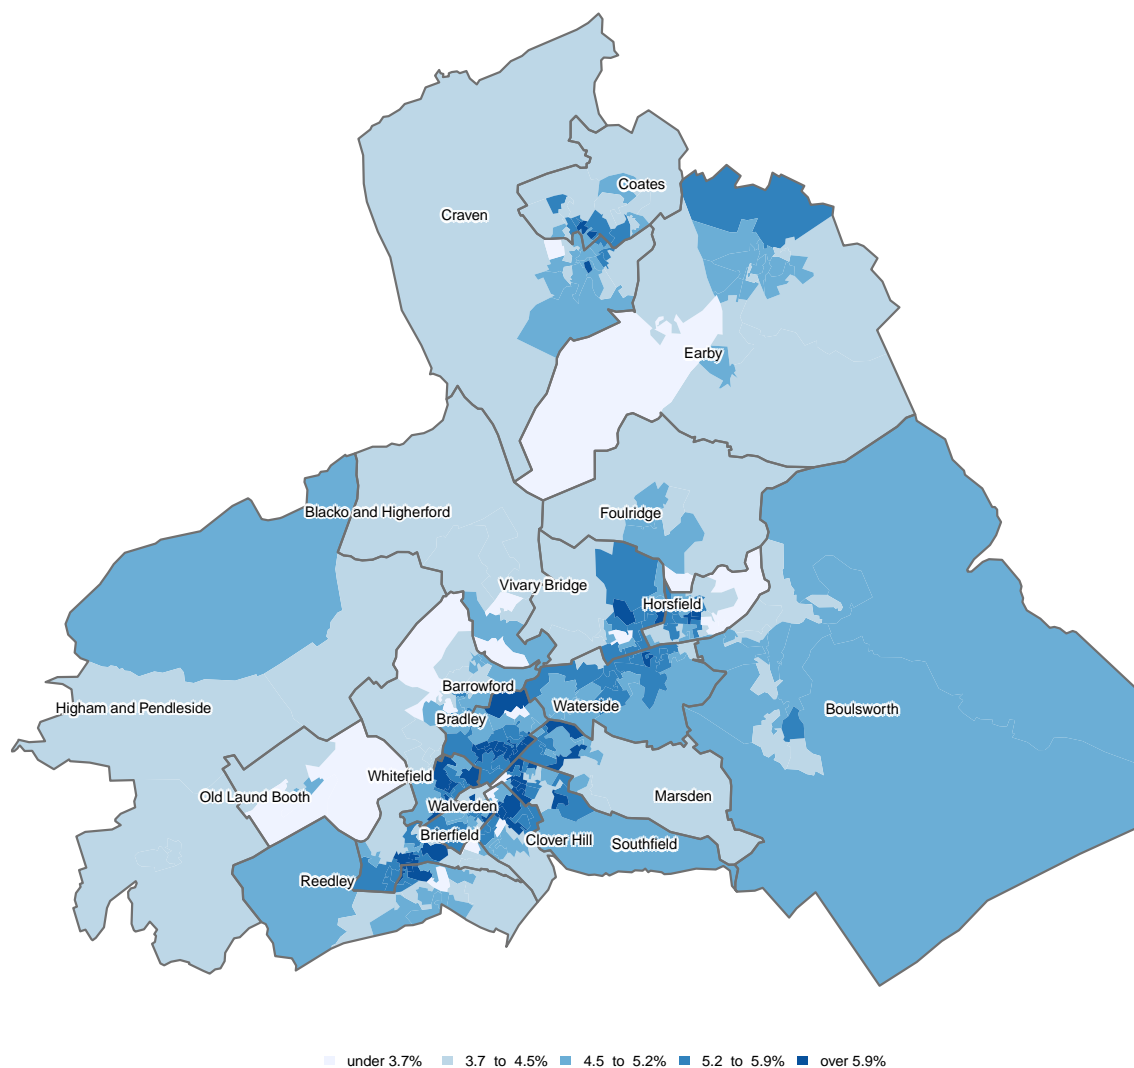 Coates
Craven
Earby
Blacko and Higherford
Foulridge
Vivary Bridge
Horsfield
Barrowford
Higham and Pendleside
Waterside
Boulsworth
Bradley
Whitefield
Old Laund Booth
Marsden
Walverden
Brierfield
Clover Hill
Southfield
Reedley
under 3.7% 3.7 to 4.5% 4.5 to 5.2% 5.2 to 5.9% over 5.9%